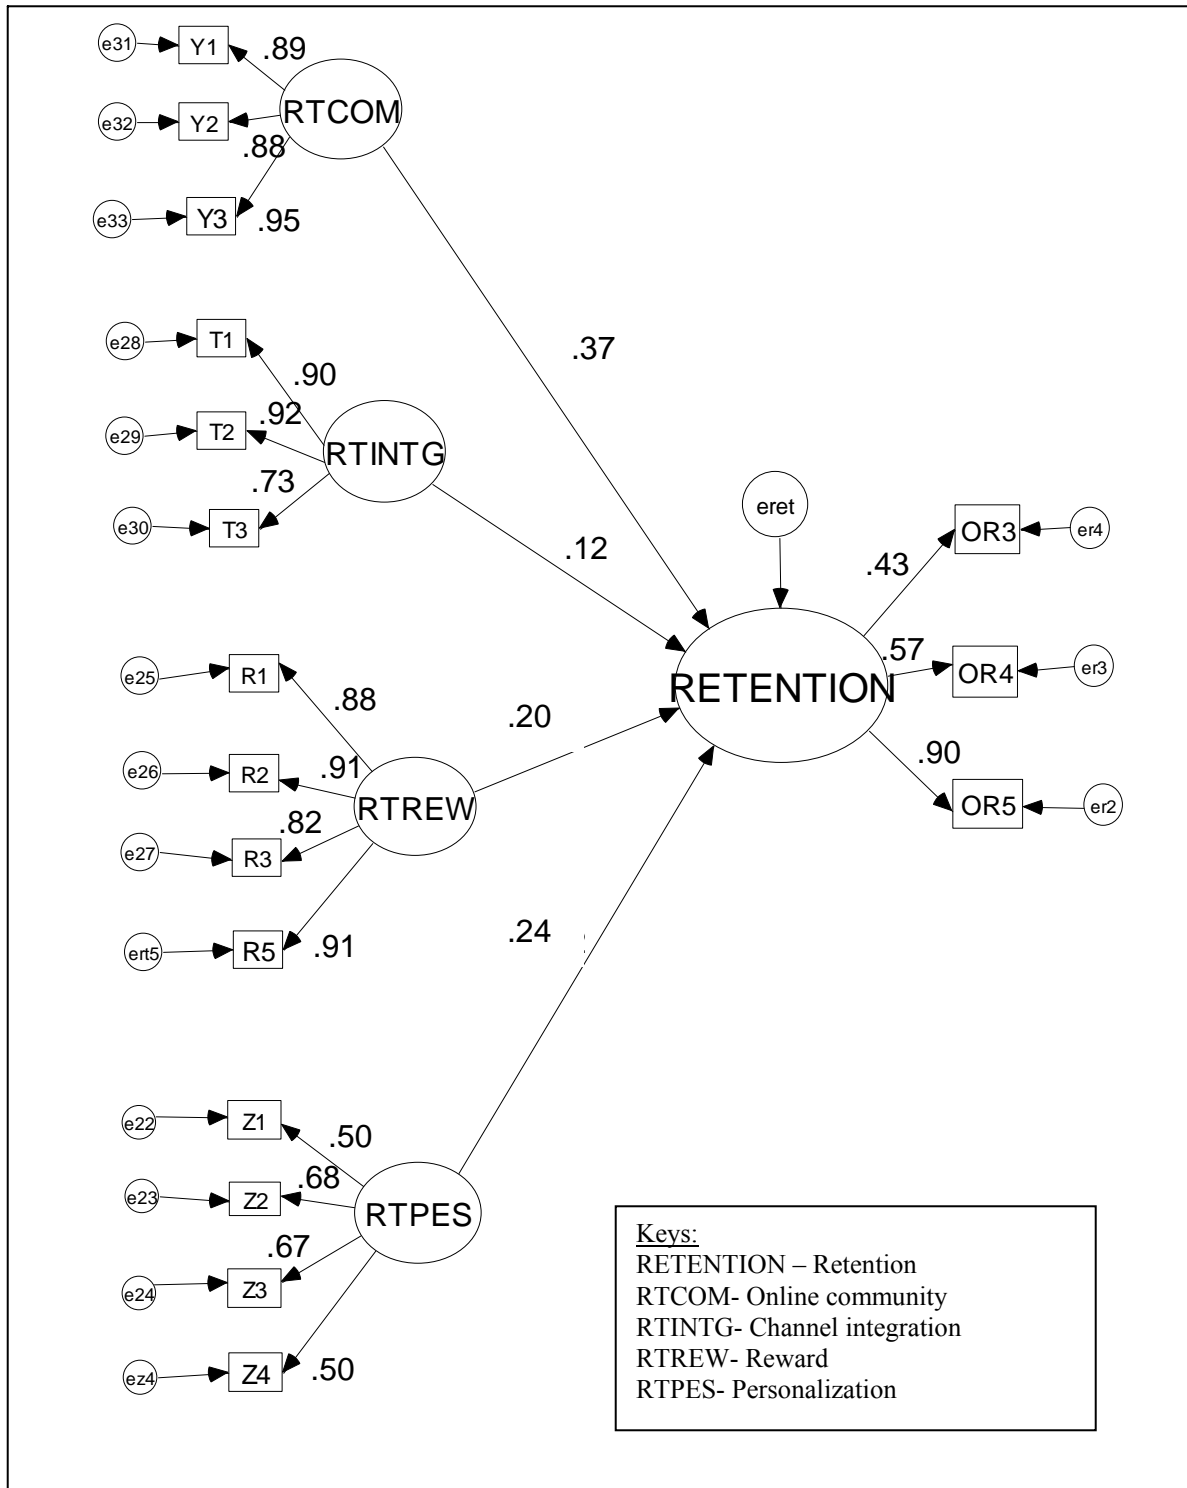 e31
Y1
.89
RTCOM
e32
Y2
.88
e33
Y3
.95
.37
e28
T1
.90
e29
T2
.92
RTINTG
.73
e30
T3
.12
eret
OR3
er4
.43
e25
R1
.88
.57
OR4
er3
RETENTION
.20
e26
R2
.91
RTREW
.82
e27
R3
.90
OR5
er2
ert5
R5
.91
.24
e22
Z1
.50
e23
Z2
.68
RTPES
.67
e24
Z3
ez4
Z4
.50
Keys:
RETENTION – Retention
RTCOM- Online community
RTINTG- Channel integration
RTREW- Reward
RTPES- Personalization